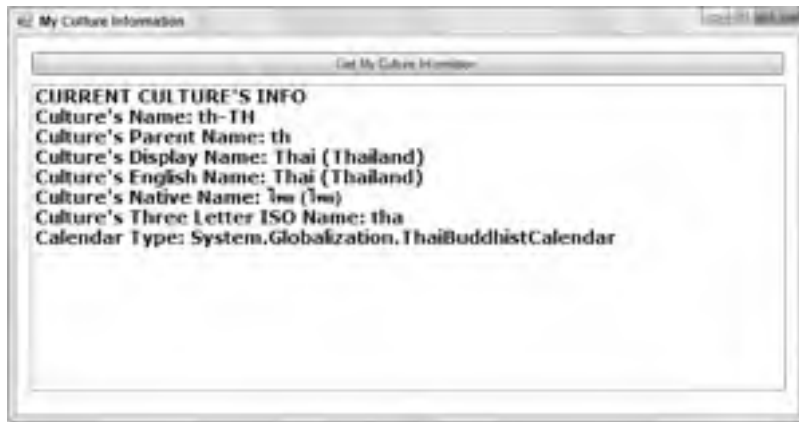 My Culture Information
Get My Culture Information
CURRENT CULTURE'S INFO
Culture's Name: th-TH
Culture's Parent Name: th
Culture's Display Name: Thai (Thailand)
Culture's English Name: Thai (Thailand)
Culture's Native Name: ไทย (ไทย)
Culture's Three Letter ISO Name: tha
Calendar Type: System.Globalization.ThaiBuddhistCalendar